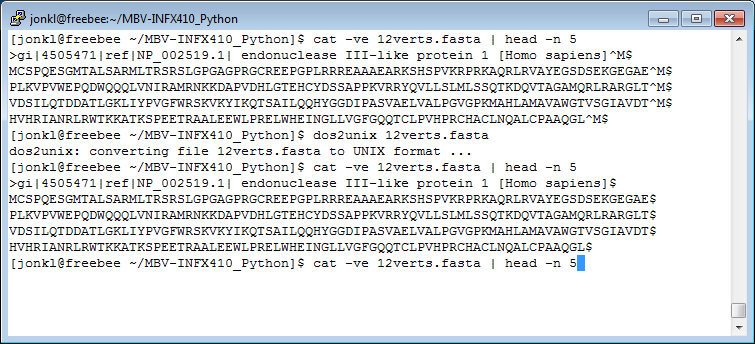 jonkl@freebee:~/MBV-INFX410_Python
[jonkl@freebee ~/MBV-INFX410_Python]$ cat -ve 12verts.fasta | head -n 5
>gi|4505471|ref|NP_002519.1| endonuclease III-like protein 1 [Homo sapiens]^M$
MCSPQESGMTALSARMLTRSRSLGPGAGPRGCREEPGPLRRREAAAEARKSHSPVKRPRKAQRLRVAYEGSDSEKGEGAE^M$
PLKVPVWEPQDWQQQLVNIRAMRNKKDAPVDHLGTEHCYDSSAPPKVRRYQVLLSLMLSSQTKDQVTAGAMQRLRARGLT^M$
VDSILQTDDATLGKLIYPVGFWRSKVKYIKQTSAILQQHYGGDIPASVAELVALPGVGPKMAHLAMAVAWGTVSGIAVDT^M$
HVHRIANRLRWTKKATKSPEETRAALEEWLPRELWHEINGLLVGFGQQTCLPVHPRCHACLNQALCPAAQGL^M$
[jonkl@freebee ~/MBV-INFX410_Python]$ dos2unix 12verts.fasta
dos2unix: converting file 12verts.fasta to UNIX format ...
[jonkl@freebee ~/MBV-INFX410_Python]$ cat -ve 12verts.fasta | head -n 5
>gi|4505471|ref|NP_002519.1| endonuclease III-like protein 1 [Homo sapiens]$
MCSPQESGMTALSARMLTRSRSLGPGAGPRGCREEPGPLRRREAAAEARKSHSPVKRPRKAQRLRVAYEGSDSEKGEGAE$
PLKVPVWEPQDWQQQLVNIRAMRNKKDAPVDHLGTEHCYDSSAPPKVRRYQVLLSLMLSSQTKDQVTAGAMQRLRARGLT$
VDSILQTDDATLGKLIYPVGFWRSKVKYIKQTSAILQQHYGGDIPASVAELVALPGVGPKMAHLAMAVAWGTVSGIAVDT$
HVHRIANRLRWTKKATKSPEETRAALEEWLPRELWHEINGLLVGFGQQTCLPVHPRCHACLNQALCPAAQGL$
[jonkl@freebee ~/MBV-INFX410_Python]$ cat -ve 12verts.fasta | head -n 5